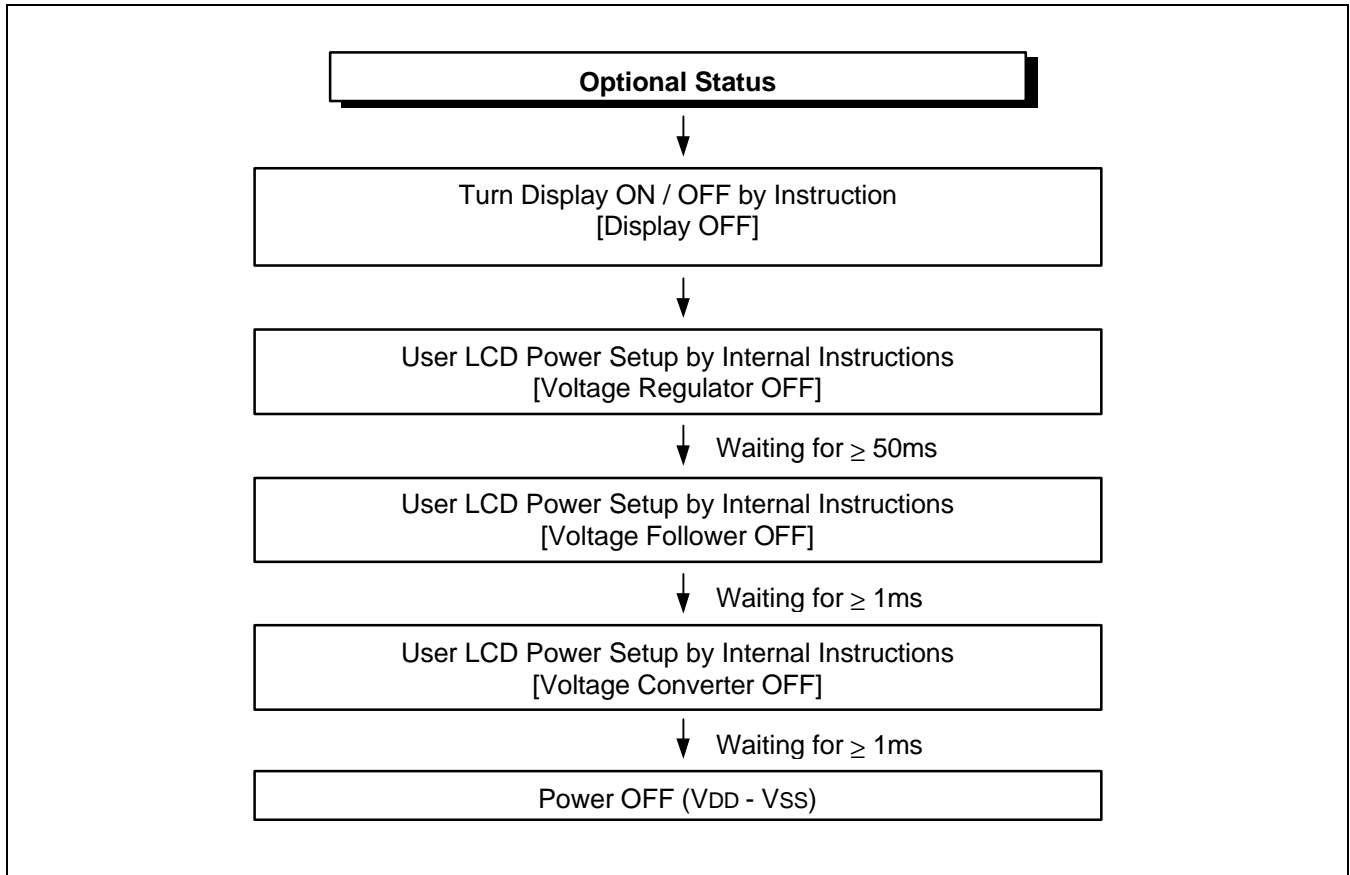 Optional Status
Turn Display ON / OFF by Instruction
[Display OFF]
User LCD Power Setup by Internal Instructions
[Voltage Regulator OFF]
Waiting for ≥ 50ms
User LCD Power Setup by Internal Instructions
[Voltage Follower OFF]
Waiting for ≥ 1ms
User LCD Power Setup by Internal Instructions
[Voltage Converter OFF]
Waiting for ≥ 1ms
Power OFF (VDD - VSS)